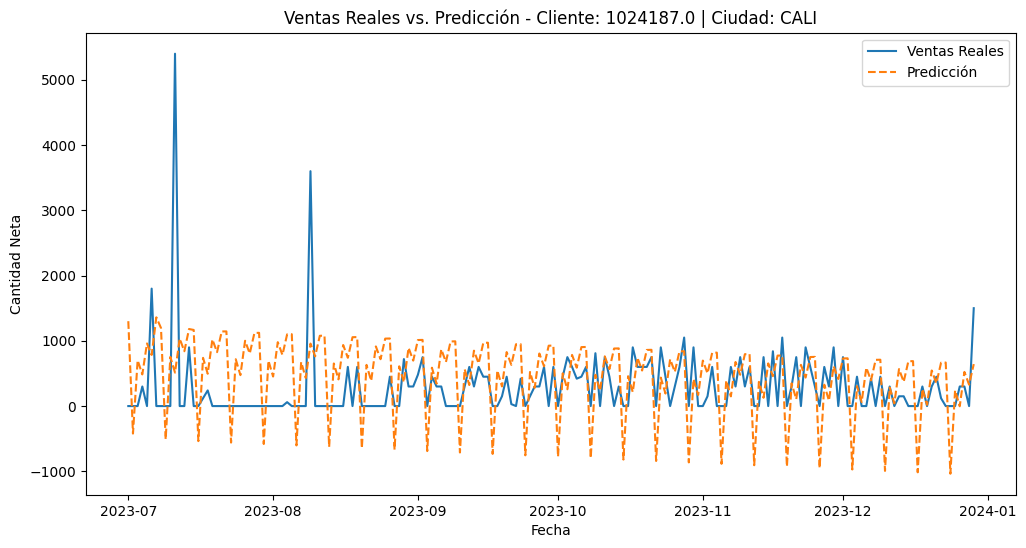 Ventas Reales vs. Predicción - Cliente: 1024187.0 | Ciudad: CALI
Ventas Reales
Predicción
Cantidad Neta
5000
4000
3000
2000
1000
0
−1000
2023-07
2023-08
2023-09
2023-10
2023-11
2023-12
2024-01
Fecha